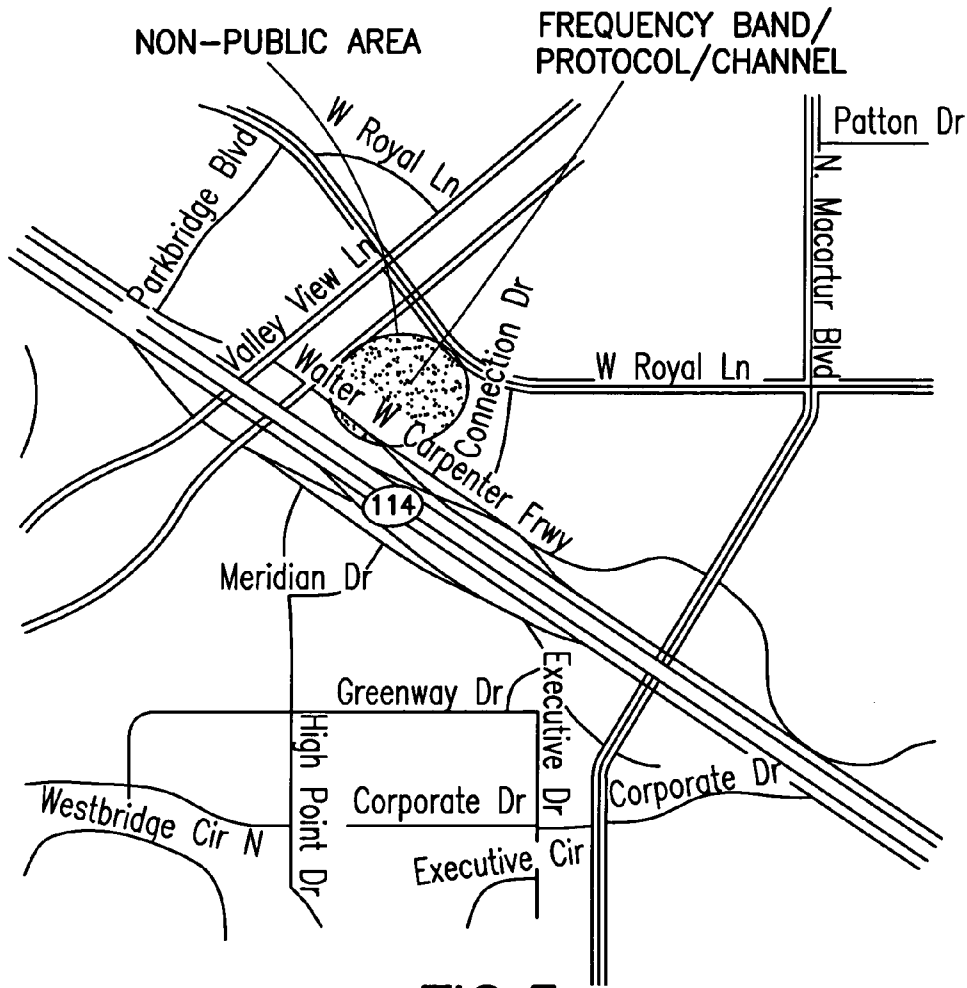 NON-PUBLIC AREA
FREQUENCY BAND/
PROTOCOL/CHANNEL
W Royal Ln
Patton Dr
Parkbridge Blvd
N. Macartur Blvd
Valley View Ln
Connection Dr
W Royal Ln
Walter W Carpenter Frwy
114
Meridian Dr
Greenway Dr
Executive Dr
High Point Dr
Corporate Dr
Corporate Dr
Westbridge Cir N
Executive Cir